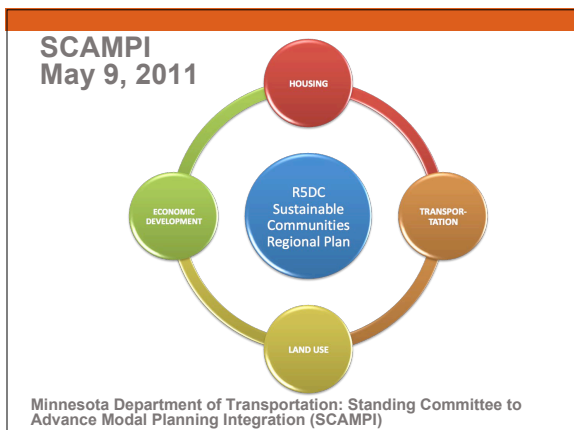 SCAMPI
May 9, 2011
HOUSING
R5DC
Sustainable
Communities
Regional Plan
ECONOMIC
DEVELOPMENT
TRANSPOR-
TATION
LAND USE
Minnesota Department of Transportation: Standing Committee to
Advance Modal Planning Integration (SCAMPI)